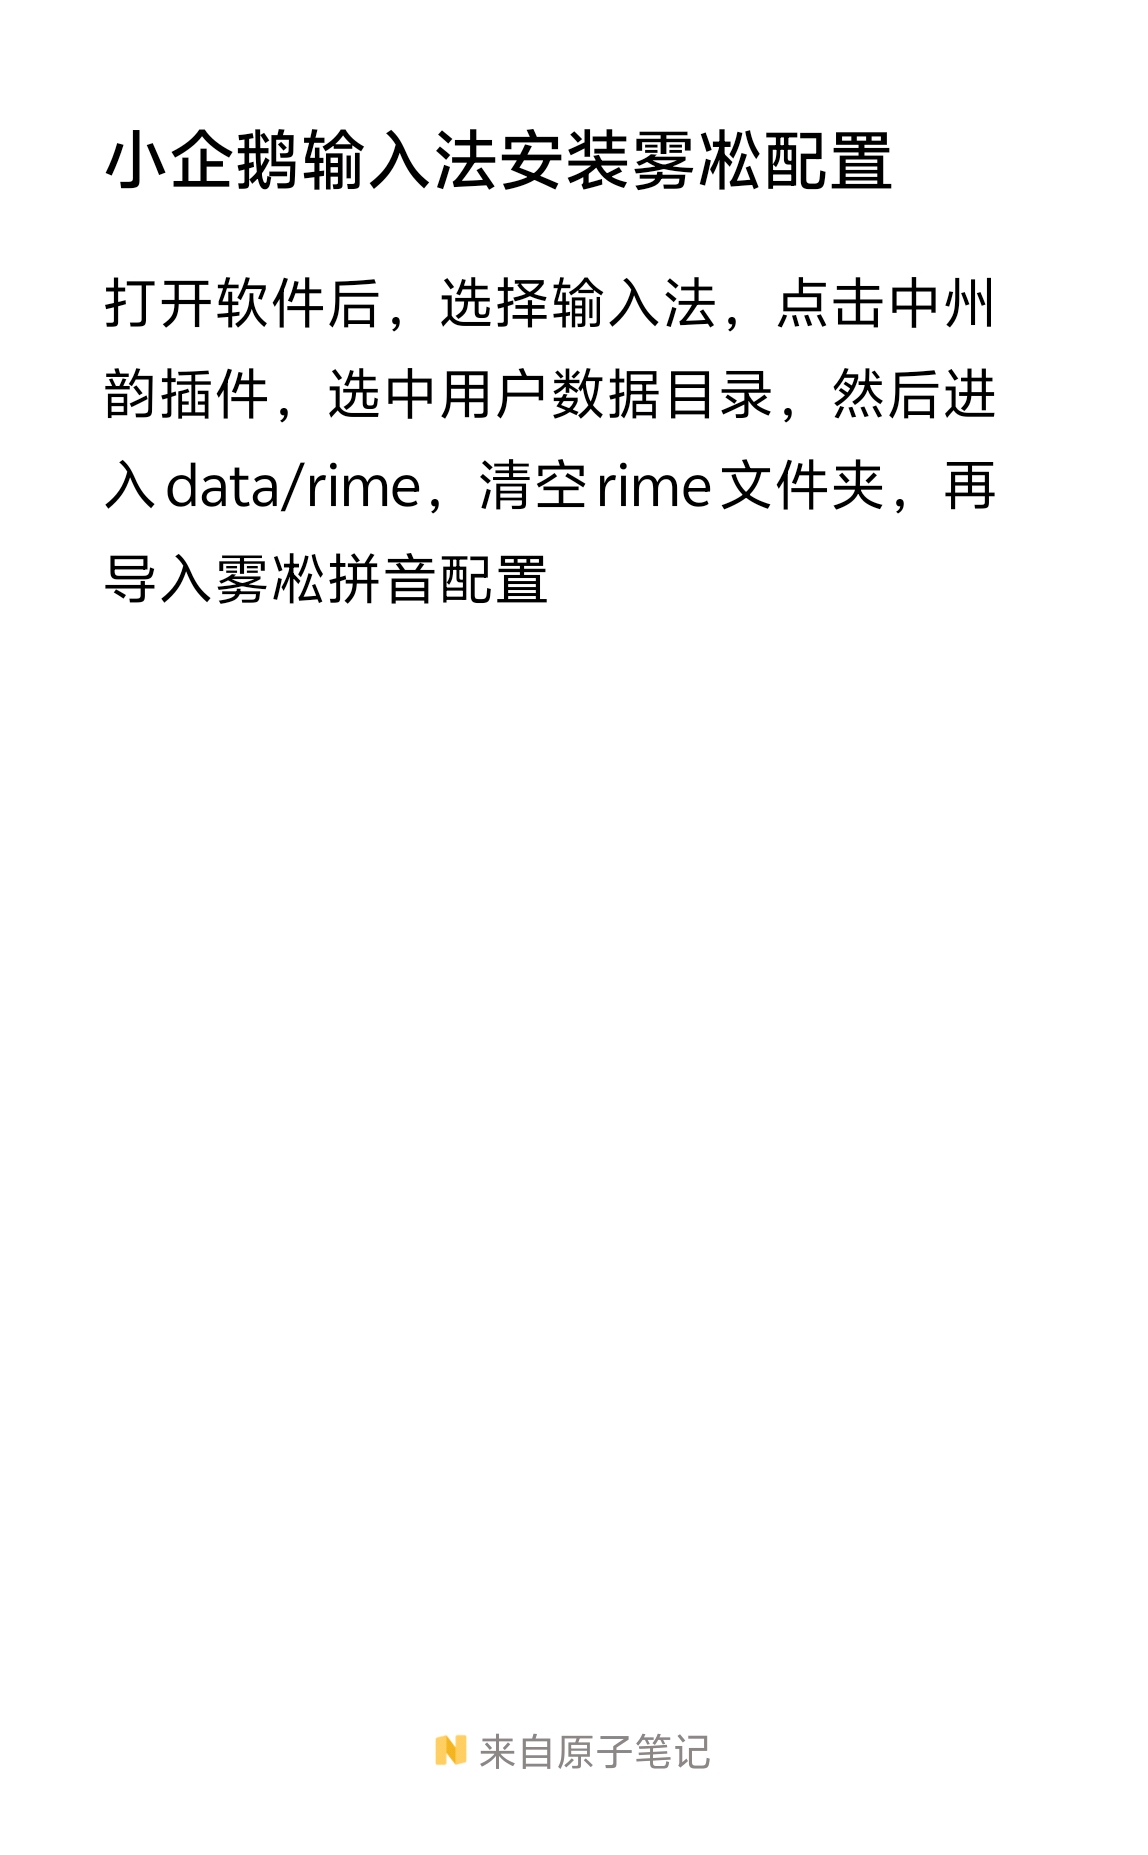 小企鹅输入法安装雾凇配置
打开软件后，选择输入法，点击中州
韵插件，选中用户数据目录，然后进
入data/rime，清空rime文件夹，再
导入雾凇拼音配置
来自原子笔记